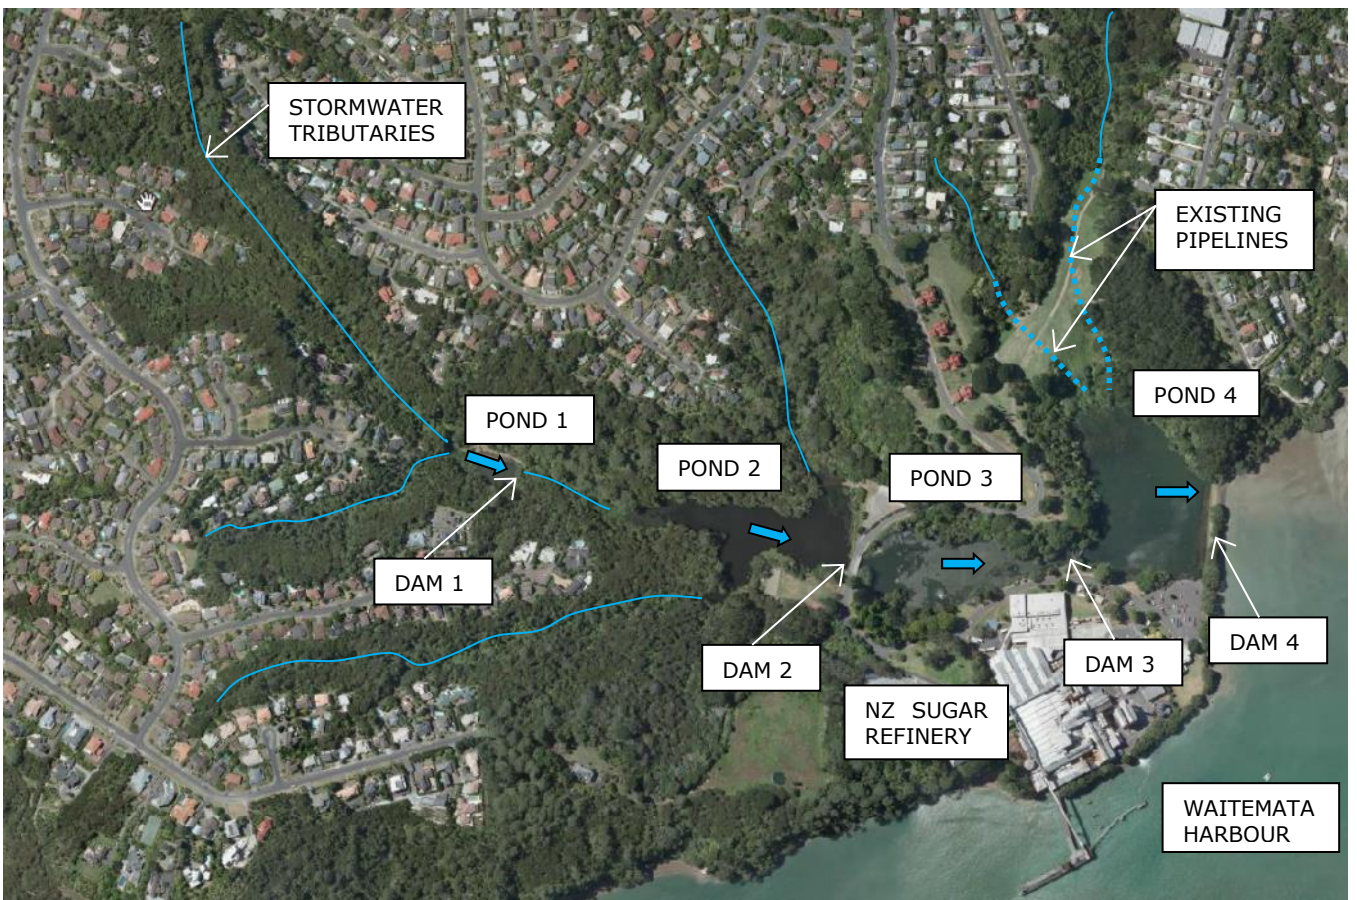 STORMWATER
TRIBUTARIES
EXISTING
PIPELINES
POND 4
POND 1
POND 2
POND 3
DAM 1
DAM 2
DAM 3
DAM 4
NZ SUGAR
REFINERY
WAITEMATA
HARBOUR